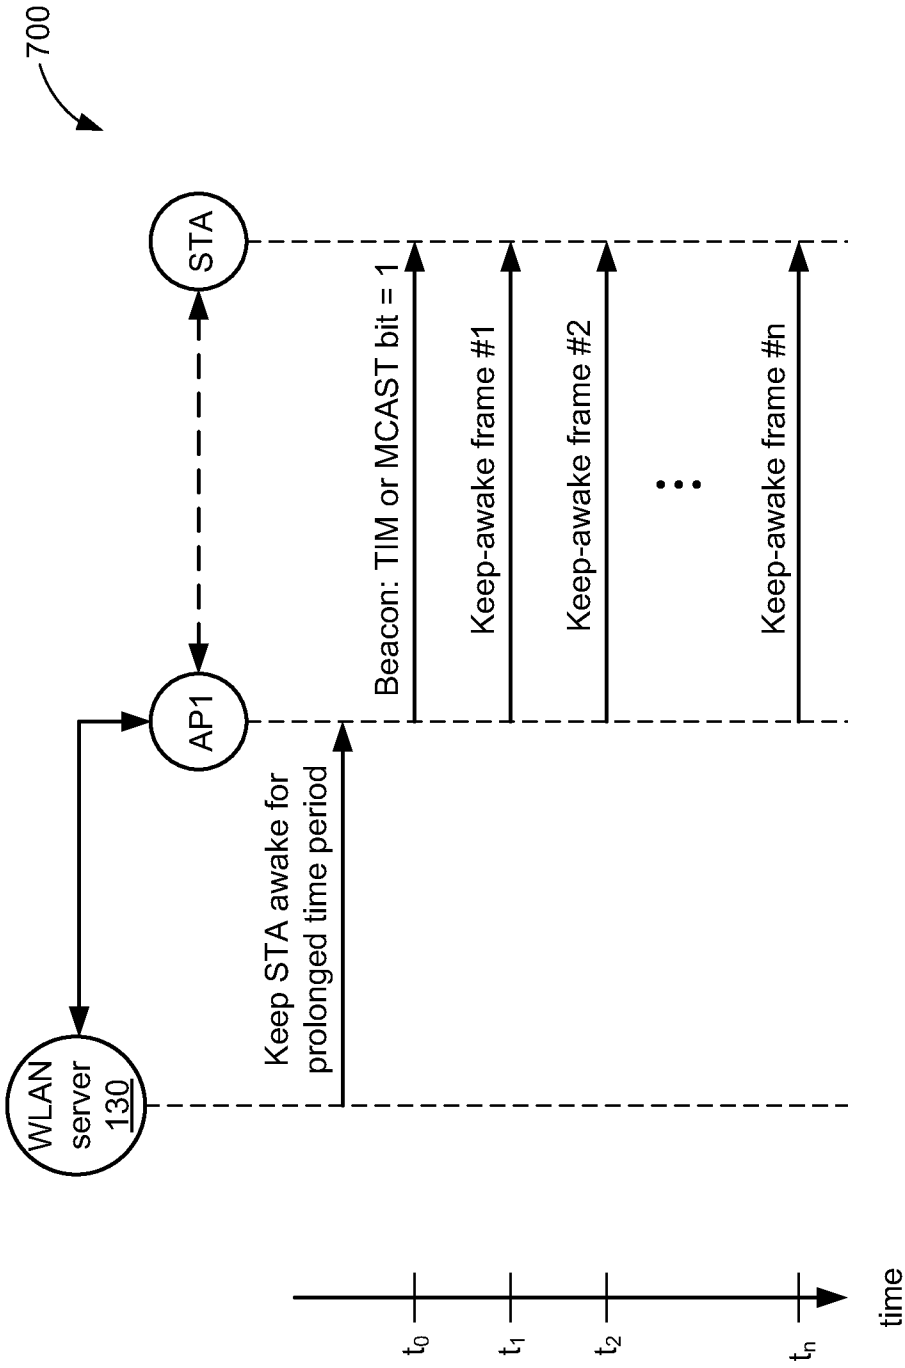 700
WLAN
server
130
AP1
STA
Keep STA awake for
prolonged time period
Beacon: TIM or MCAST bit = 1
Keep-awake frame #1
Keep-awake frame #2
•••
Keep-awake frame #n
t0
t1
t2
tn
time